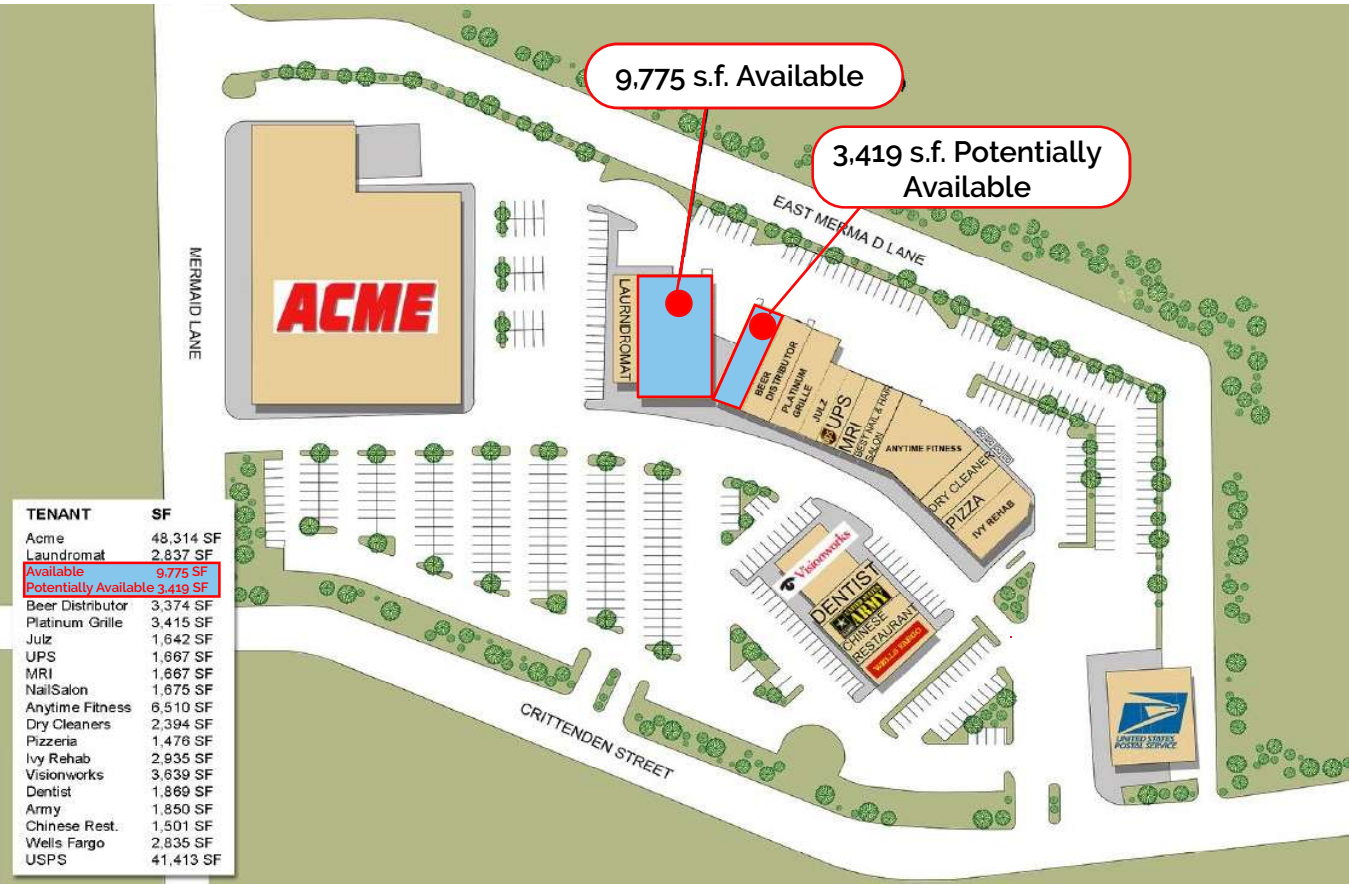 9,775 s.f. Available
3,419 s.f. Potentially
Available
EAST MERMA D LANE
MERMAID LANE
ACME
LAURNDROMAT
BEER
DISTRIBUTOR
PLATINUM
GRILLE
JULZ
UPS
MRI
BEST NAIL & HAIR
SALON
ANYTIME FITNESS
DRY CLEANER
PIZZA
IVY REHAB
Visionworks
DENTIST
ARMY
CHINESE
RESTAURANT
WELLS FARGO
UNITED STATES
POSTAL SERVICE
CRITTENDEN STREET
TENANT SF
Acme 48,314 SF
Laundromat 2,837 SF
Available 9,775 SF
Potentially Available 3,419 SF
Beer Distributor 3,374 SF
Platinum Grille 3,415 SF
Julz 1,642 SF
UPS 1,667 SF
MRI 1,667 SF
NailSalon 1,675 SF
Anytime Fitness 6,510 SF
Dry Cleaners 2,394 SF
Pizzeria 1,476 SF
Ivy Rehab 2,935 SF
Visionworks 3,639 SF
Dentist 1,869 SF
Army 1,850 SF
Chinese Rest. 1,501 SF
Wells Fargo 2,835 SF
USPS 41,413 SF